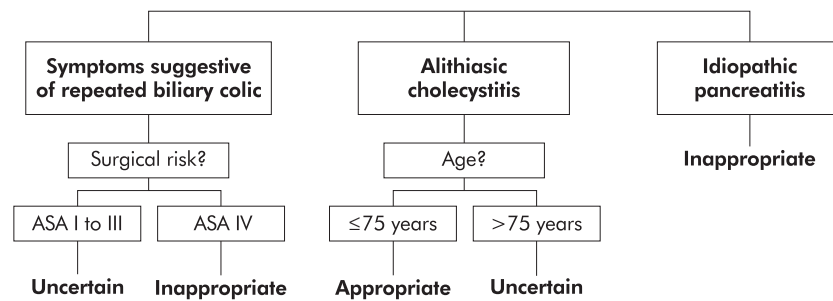 Symptoms suggestive
of repeated biliary colic
Alithiasic
cholecystitis
Idiopathic
pancreatitis
Surgical risk?
Age?
Inappropriate
ASA I to III
ASA IV
≤75 years
>75 years
Uncertain
Inappropriate
Appropriate
Uncertain